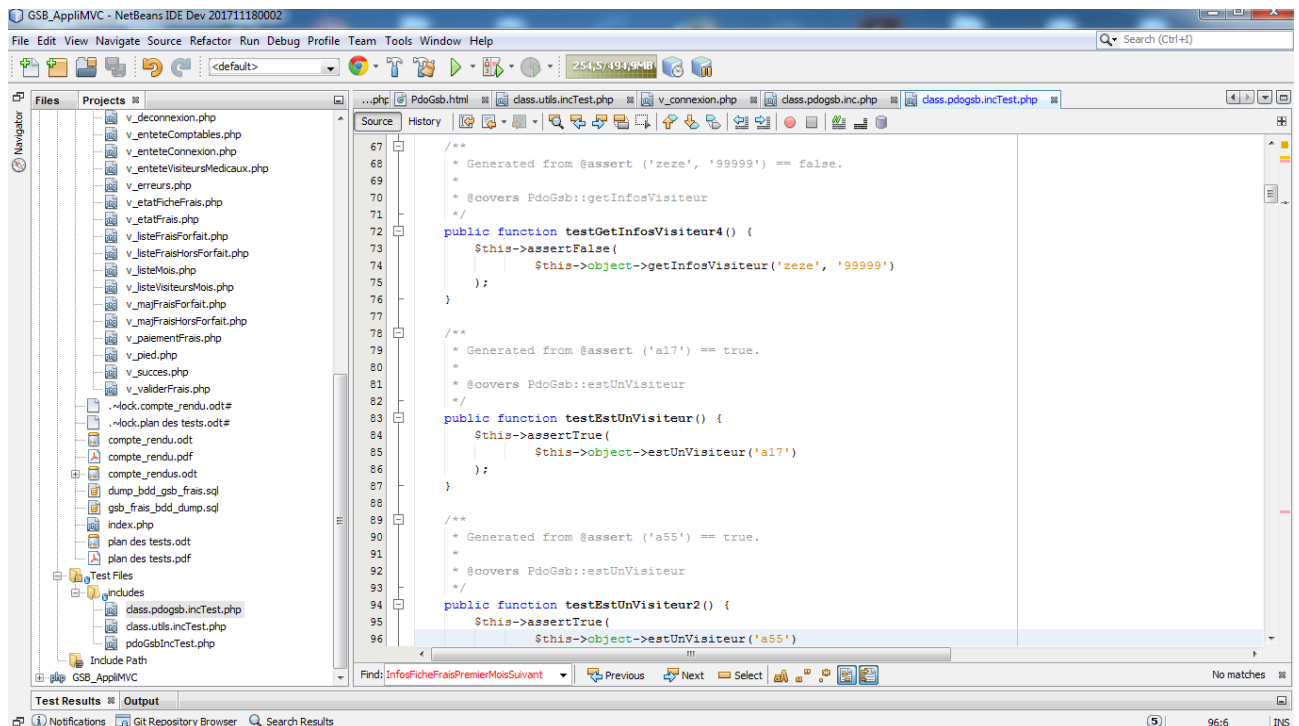 GSB_AppliMVC - NetBeans IDE Dev 201711180002
File Edit View Navigate Source Refactor Run Debug Profile Team Tools Window Help
Search (Ctrl+I)
<default>
254,5/494,9MB
Navigator
Files Projects
v_deconnexion.php
v_enteteComptables.php
v_enteteConnexion.php
v_enteteVisiteursMedicaux.php
v_erreurs.php
v_etatFicheFrais.php
v_etatFrais.php
v_listeFraisForfait.php
v_listeFraisHorsForfait.php
v_listeMois.php
v_listeVisiteursMois.php
v_majFraisForfait.php
v_majFraisHorsForfait.php
v_paiementFrais.php
v_pied.php
v_succes.php
v_validerFrais.php
.~lock.compte_rendu.odt#
.~lock.plan des tests.odt#
compte_rendu.odt
compte_rendu.pdf
compte_rendus.odt
dump_bdd_gsb_frais.sql
gsb_frais_bdd_dump.sql
index.php
plan des tests.odt
plan des tests.pdf
Test Files
includes
class.pdogsb.incTest.php
class.utils.incTest.php
pdoGsbIncTest.php
Include Path
GSB_AppliMVC
...php PdoGsb.html class.utils.incTest.php v_connexion.php class.pdogsb.inc.php class.pdogsb.incTest.php
Source History
67 /**
68 * Generated from @assert ('zeze', '99999') == false.
69 *
70 * @covers PdoGsb::getInfosVisiteur
71 */
72 public function testGetInfosVisiteur4() {
73 $this->assertFalse(
74 $this->object->getInfosVisiteur('zeze', '99999')
75 );
76 }
77
78 /**
79 * Generated from @assert ('a17') == true.
80 *
81 * @covers PdoGsb::estUnVisiteur
82 */
83 public function testEstUnVisiteur() {
84 $this->assertTrue(
85 $this->object->estUnVisiteur('a17')
86 );
87 }
88
89 /**
90 * Generated from @assert ('a55') == true.
91 *
92 * @covers PdoGsb::estUnVisiteur
93 */
94 public function testEstUnVisiteur2() {
95 $this->assertTrue(
96 $this->object->estUnVisiteur('a55')
Find: InfosFicheFraisPremierMoisSuivant Previous Next Select No matches
Test Results Output
Notifications Git Repository Browser Search Results 5 96:6 INS